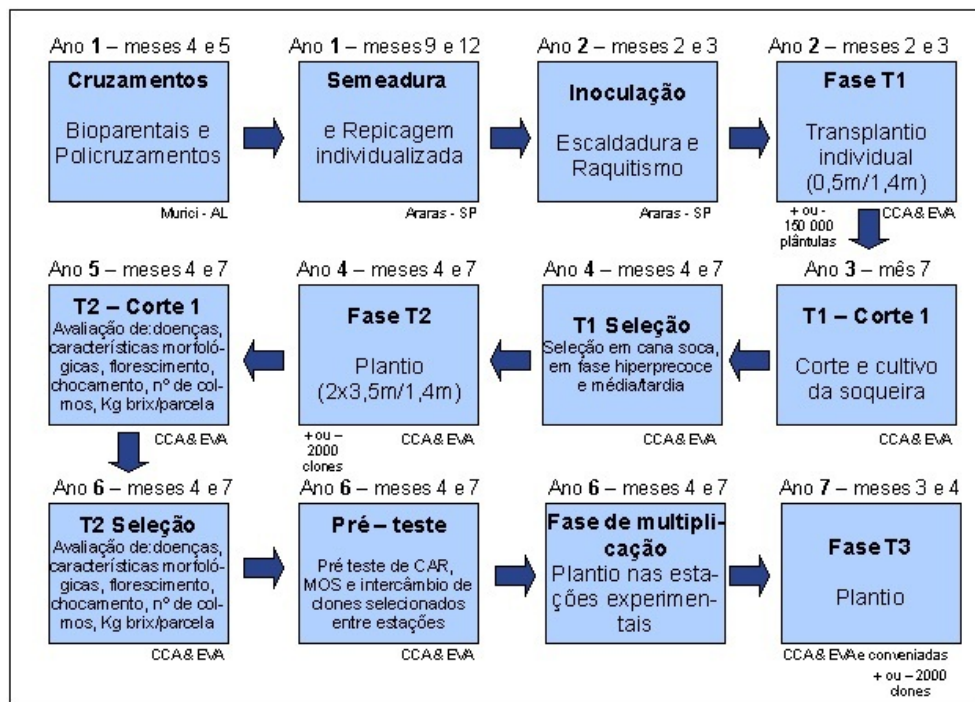 Ano 1 – meses 4 e 5
Cruzamentos
Bioparentais e
Policruzamentos
Murici - AL
Ano 1 – meses 9 e 12
Semeadura
e Repicagem
individualizada
Araras - SP
Ano 2 – meses 2 e 3
Inoculação
Escaldadura e
Raquitismo
Araras - SP
Ano 2 – meses 2 e 3
Fase T1
Transplantio
individual
(0,5m/1,4m)
CCA & EVA
+ ou -
150 000
plântulas
Ano 3 – mês 7
T1 – Corte 1
Corte e cultivo
da soqueira
CCA & EVA
Ano 4 – meses 4 e 7
T1 Seleção
Seleção em cana soca,
em fase hiperprecoce
e média/tardia
CCA & EVA
Ano 4 – meses 4 e 7
Fase T2
Plantio
(2x3,5m/1,4m)
CCA & EVA
+ ou –
2000
clones
Ano 5 – meses 4 e 7
T2 – Corte 1
Avaliação de:doenças,
características morfoló-
gicas, florescimento,
chocamento, nº de col-
mos, Kg brix/parcela
CCA & EVA
Ano 6 – meses 4 e 7
T2 Seleção
Avaliação de:doenças,
características morfoló-
gicas, florescimento,
chocamento, nº de col-
mos, Kg brix/parcela
CCA & EVA
Ano 6 – meses 4 e 7
Pré – teste
Pré teste de CAR,
MOS e intercâmbio de
clones selecionados
entre estações
CCA & EVA
Ano 6 – meses 4 e 7
Fase de multipli-
cação
Plantio nas esta-
ções experimen-
tais
Ano 7 – meses 3 e 4
Fase T3
Plantio
CCA & EVA e conveniadas
+ ou – 2000
clones